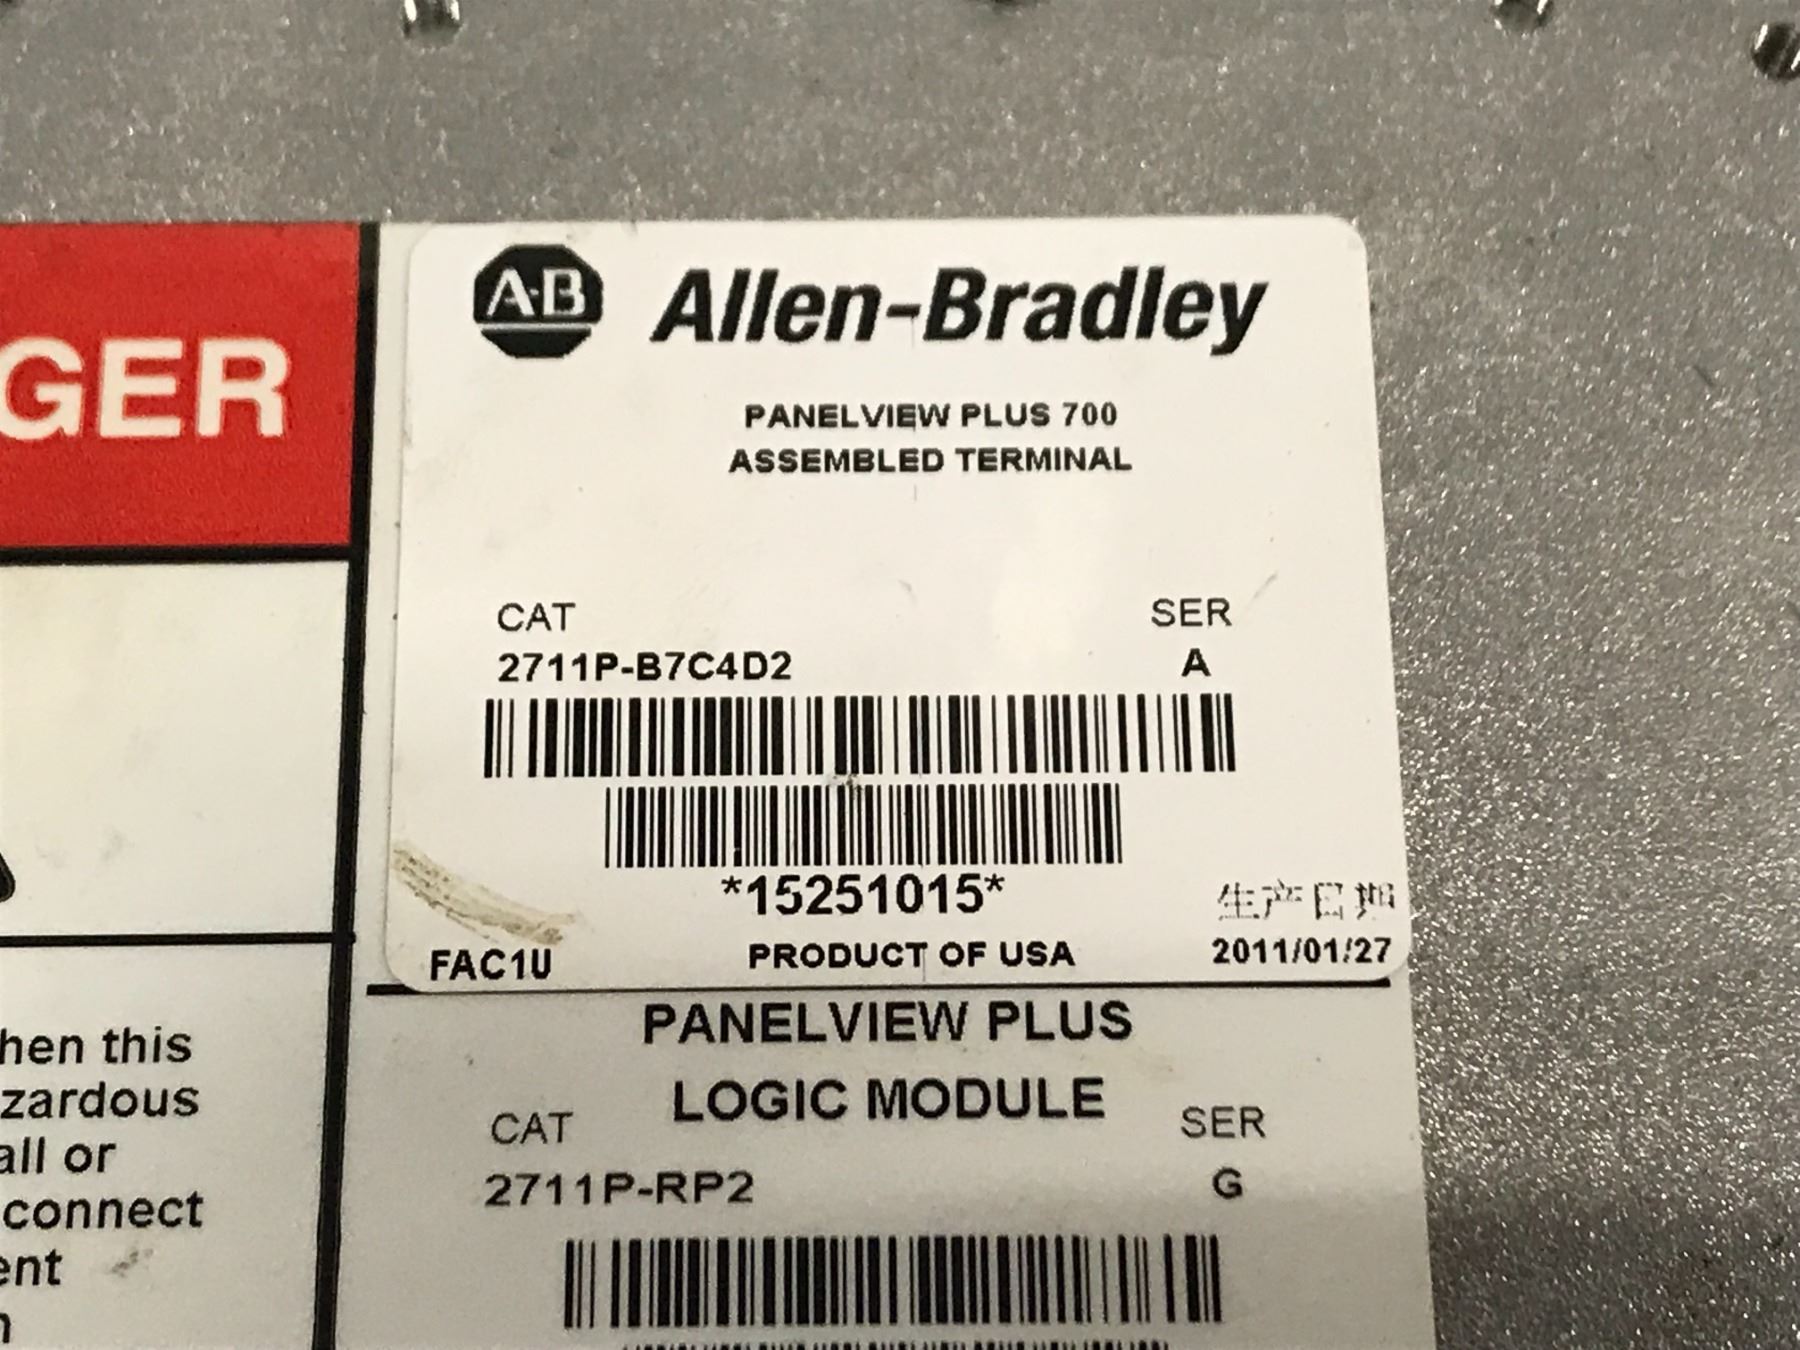 GER
A-B Allen-Bradley
PANELVIEW PLUS 700
ASSEMBLED TERMINAL
CAT SER
2711P-B7C4D2 A
*15251015*
生产日期
FAC1U PRODUCT OF USA 2011/01/27
PANELVIEW PLUS
LOGIC MODULE
CAT SER
2711P-RP2 G
hen this
zardous
all or
connect
ent